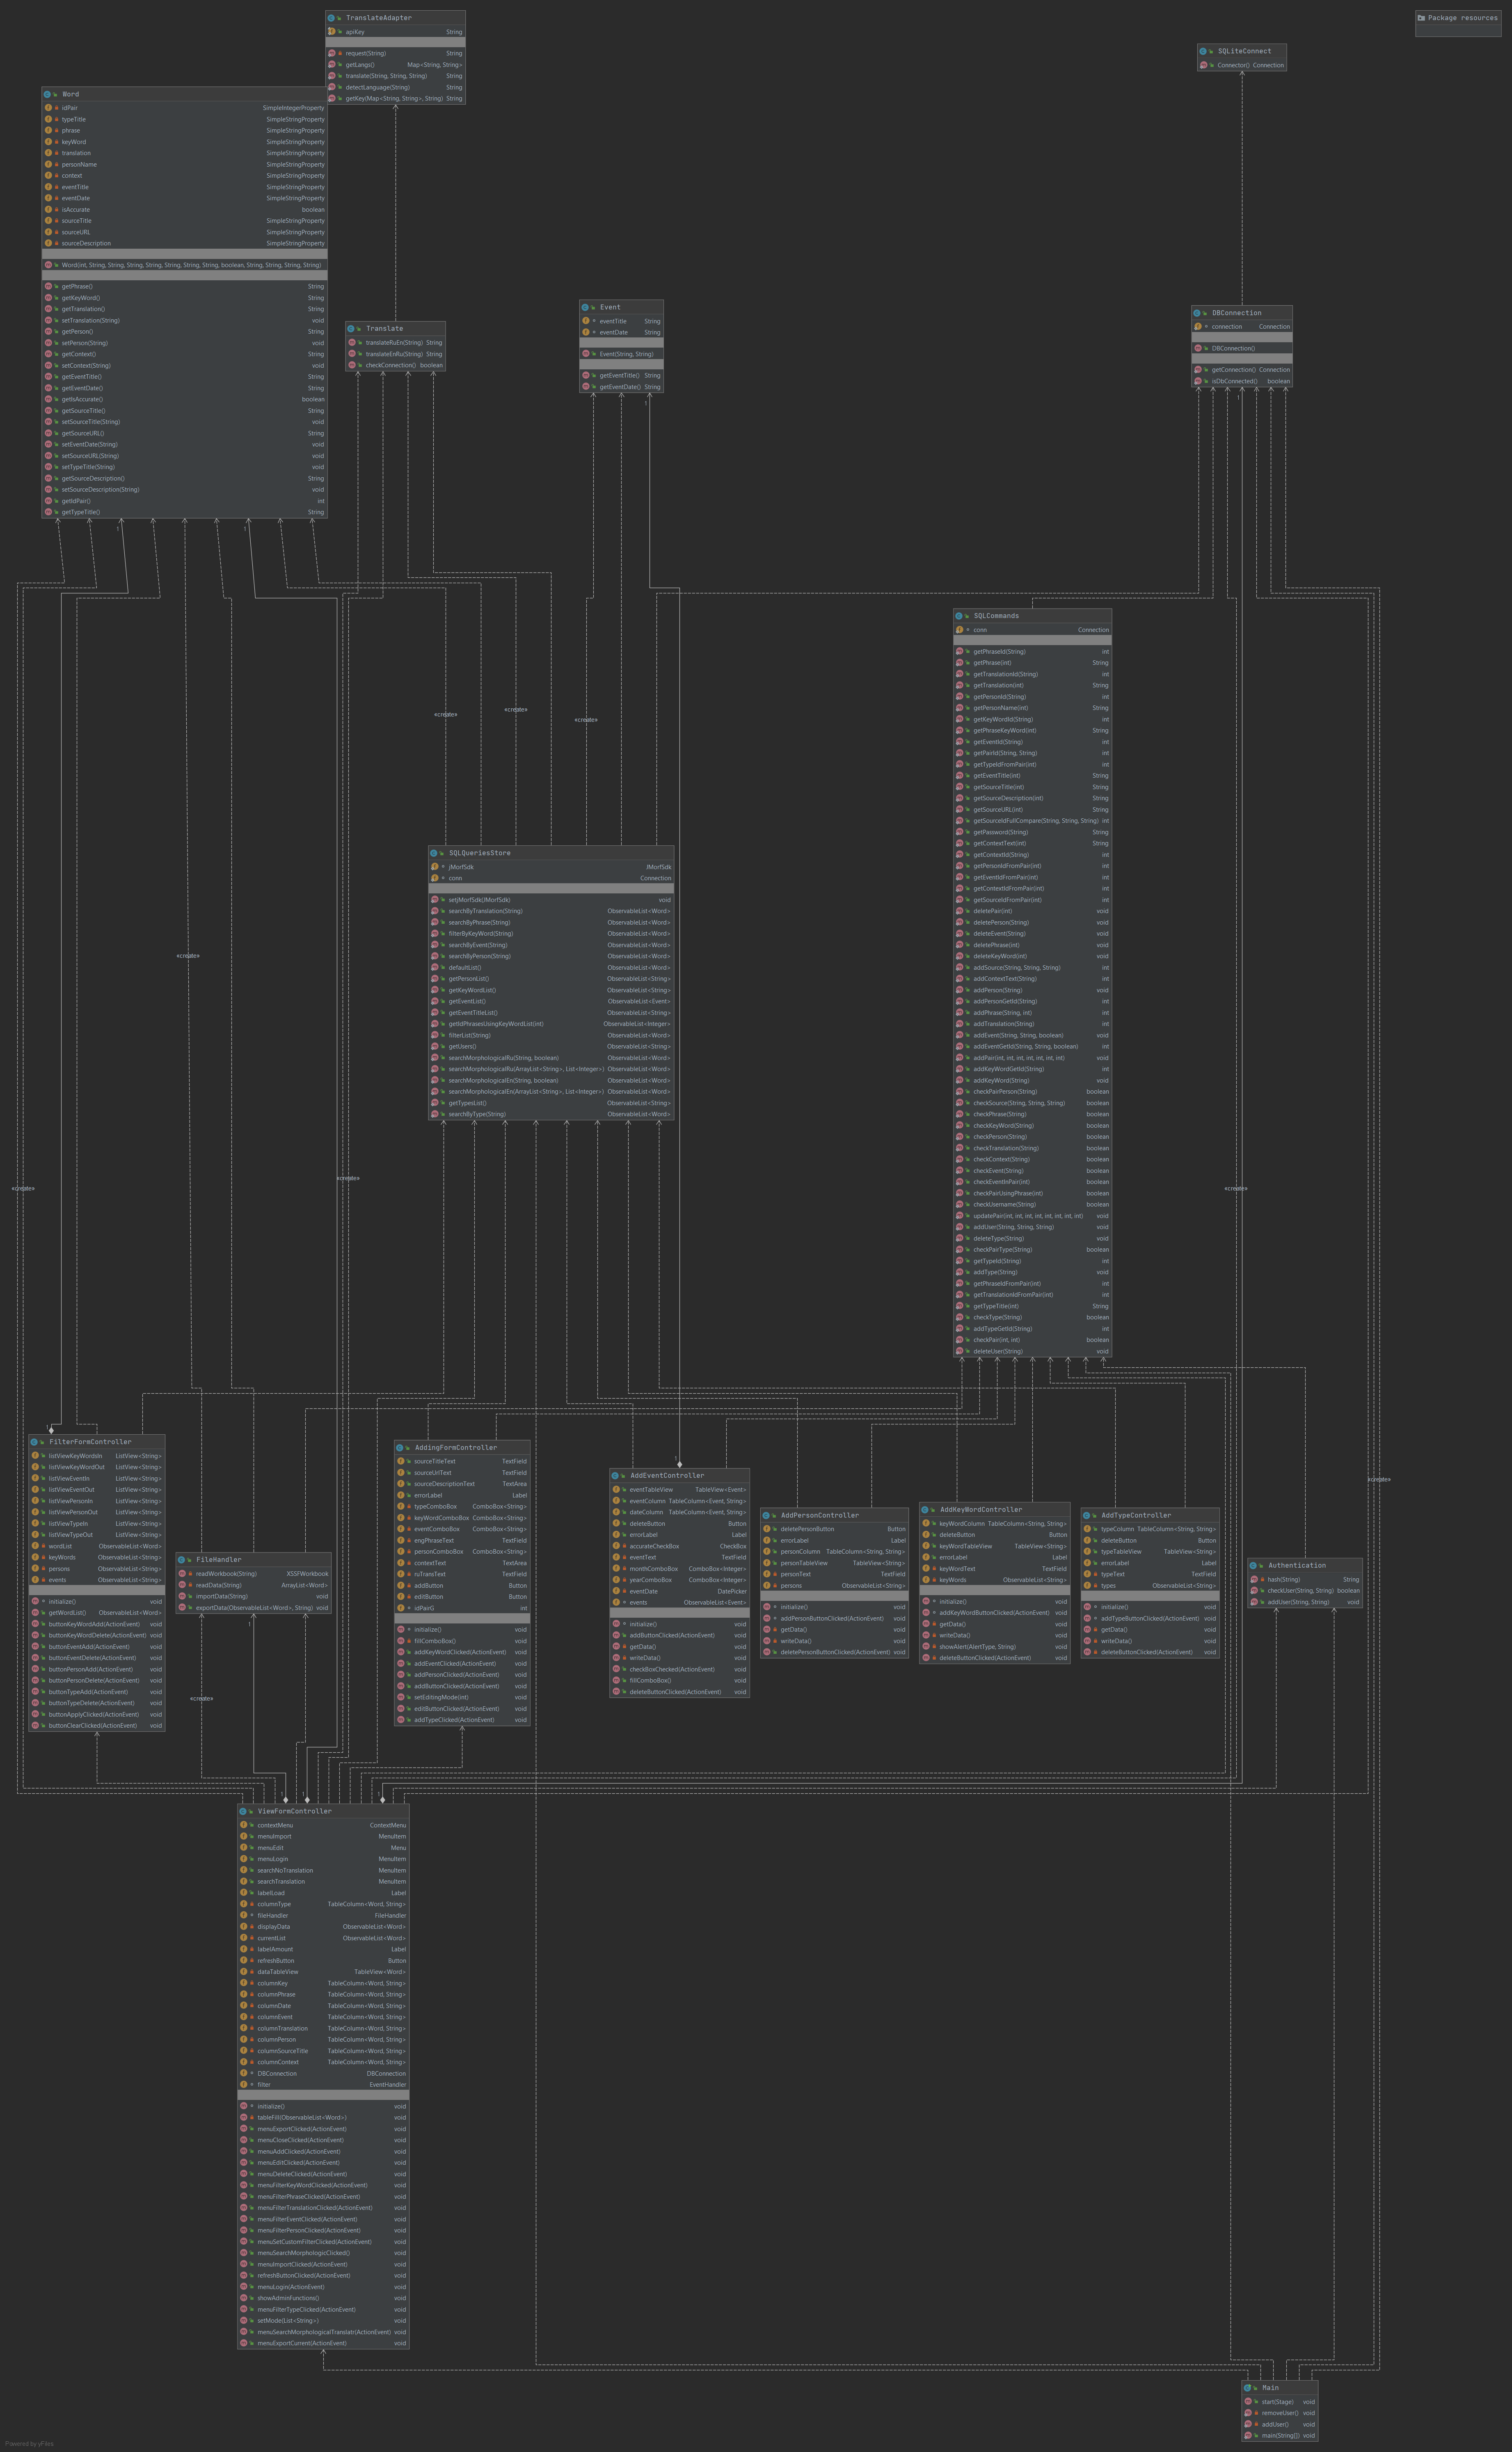 TranslateAdapter
apiKey String
request(String) String
getLangs() Map<String, String>
translate(String, String, String) String
detectLanguage(String) String
getKey(Map<String, String>, String) String
Package resources
SQLiteConnect
Connector() Connection
Word
idPair SimpleIntegerProperty
typeTitle SimpleStringProperty
phrase SimpleStringProperty
keyWord SimpleStringProperty
translation SimpleStringProperty
personName SimpleStringProperty
context SimpleStringProperty
eventTitle SimpleStringProperty
eventDate SimpleStringProperty
isAccurate boolean
sourceTitle SimpleStringProperty
sourceURL SimpleStringProperty
sourceDescription SimpleStringProperty
Word(int, String, String, String, String, String, String, String, boolean, String, String, String, String)
getPhrase() String
getKeyWord() String
getTranslation() String
setTranslation(String) void
getPerson() String
setPerson(String) void
getContext() String
setContext(String) void
getEventTitle() String
getEventDate() String
getIsAccurate() boolean
getSourceTitle() String
setSourceTitle(String) void
getSourceURL() String
setEventDate(String) void
setSourceURL(String) void
setTypeTitle(String) void
getSourceDescription() String
setSourceDescription(String) void
getIdPair() int
getTypeTitle() String
Translate
translateRuEn(String) String
translateEnRu(String) String
checkConnection() boolean
Event
eventTitle String
eventDate String
Event(String, String)
getEventTitle() String
getEventDate() String
DBConnection
connection Connection
DBConnection()
getConnection() Connection
isDbConnected() boolean
1
1
1
1
SQLCommands
conn Connection
getPhraseId(String) int
getPhrase(int) String
getTranslationId(String) int
getTranslation(int) String
getPersonId(String) int
getPersonName(int) String
getKeyWordId(String) int
getPhraseKeyWord(int) String
getEventId(String) int
getPairId(String, String) int
getTypeIdFromPair(int) int
getEventTitle(int) String
getSourceTitle(int) String
getSourceDescription(int) String
getSourceURL(int) String
getSourceIdFullCompare(String, String, String) int
getPassword(String) String
getContextText(int) String
getContextId(String) int
getPersonIdFromPair(int) int
getEventIdFromPair(int) int
getContextIdFromPair(int) int
getSourceIdFromPair(int) int
deletePair(int) void
deletePerson(String) void
deleteEvent(String) void
deletePhrase(int) void
deleteKeyWord(int) void
addSource(String, String, String) int
addContextText(String) int
addPerson(String) void
addPersonGetId(String) int
addPhrase(String, int) int
addTranslation(String) int
addEvent(String, String, boolean) void
addEventGetId(String, String, boolean) int
addPair(int, int, int, int, int, int, int) void
addKeyWordGetId(String) int
addKeyWord(String) void
checkPairPerson(String) boolean
checkSource(String, String, String) boolean
checkPhrase(String) boolean
checkKeyWord(String) boolean
checkPerson(String) boolean
checkTranslation(String) boolean
checkContext(String) boolean
checkEvent(String) boolean
checkEventInPair(int) boolean
checkPairUsingPhrase(int) boolean
checkUsername(String) boolean
updatePair(int, int, int, int, int, int, int, int) void
addUser(String, String, String) void
deleteType(String) void
checkPairType(String) boolean
getTypeId(String) int
addType(String) void
getPhraseIdFromPair(int) int
getTranslationIdFromPair(int) int
getTypeTitle(int) String
checkType(String) boolean
addTypeGetId(String) int
checkPair(int, int) boolean
deleteUser(String) void
«create»
«create»
«create»
SQLQueriesStore
jMorfSdk JMorfSdk
conn Connection
setjMorfSdk(JMorfSdk) void
searchByTranslation(String) ObservableList<Word>
searchByPhrase(String) ObservableList<Word>
filterByKeyWord(String) ObservableList<Word>
searchByEvent(String) ObservableList<Word>
searchByPerson(String) ObservableList<Word>
defaultList() ObservableList<Word>
getPersonList() ObservableList<String>
getKeyWordList() ObservableList<String>
getEventList() ObservableList<Event>
getEventTitleList() ObservableList<String>
getIdPhrasesUsingKeyWordList(int) ObservableList<Integer>
filterList(String) ObservableList<Word>
getUsers() ObservableList<String>
searchMorphologicalRu(String, boolean) ObservableList<Word>
searchMorphologicalRu(ArrayList<String>, List<Integer>) ObservableList<Word>
searchMorphologicalEn(String, boolean) ObservableList<Word>
searchMorphologicalEn(ArrayList<String>, List<Integer>) ObservableList<Word>
getTypesList() ObservableList<String>
searchByType(String) ObservableList<Word>
«create»
«create»
«create»
«create»
«create»
FilterFormController
listViewKeyWordsIn ListView<String>
listViewKeyWordOut ListView<String>
listViewEventIn ListView<String>
listViewEventOut ListView<String>
listViewPersonIn ListView<String>
listViewPersonOut ListView<String>
listViewTypeIn ListView<String>
listViewTypeOut ListView<String>
wordList ObservableList<Word>
keyWords ObservableList<String>
persons ObservableList<String>
events ObservableList<String>
initialize() void
getWordList() ObservableList<Word>
buttonKeyWordAdd(ActionEvent) void
buttonKeyWordDelete(ActionEvent) void
buttonEventAdd(ActionEvent) void
buttonEventDelete(ActionEvent) void
buttonPersonAdd(ActionEvent) void
buttonPersonDelete(ActionEvent) void
buttonTypeAdd(ActionEvent) void
buttonTypeDelete(ActionEvent) void
buttonApplyClicked(ActionEvent) void
buttonClearClicked(ActionEvent) void
FileHandler
readWorkbook(String) XSSFWorkbook
readData(String) ArrayList<Word>
importData(String) void
exportData(ObservableList<Word>, String) void
1
«create»
AddingFormController
sourceTitleText TextField
sourceUrlText TextField
sourceDescriptionText TextArea
errorLabel Label
typeComboBox ComboBox<String>
keyWordComboBox ComboBox<String>
eventComboBox ComboBox<String>
engPhraseText TextField
personComboBox ComboBox<String>
contextText TextArea
ruTransText TextField
addButton Button
editButton Button
idPairG int
initialize() void
fillComboBox() void
addKeyWordClicked(ActionEvent) void
addEventClicked(ActionEvent) void
addPersonClicked(ActionEvent) void
addButtonClicked(ActionEvent) void
setEditingMode(int) void
editButtonClicked(ActionEvent) void
addTypeClicked(ActionEvent) void
AddEventController
eventTableView TableView<Event>
eventColumn TableColumn<Event, String>
dateColumn TableColumn<Event, String>
deleteButton Button
errorLabel Label
accurateCheckBox CheckBox
eventText TextField
monthComboBox ComboBox<Integer>
yearComboBox ComboBox<Integer>
eventDate DatePicker
events ObservableList<Event>
initialize() void
addButtonClicked(ActionEvent) void
getData() void
writeData() void
checkBoxChecked(ActionEvent) void
fillComboBox() void
deleteButtonClicked(ActionEvent) void
AddPersonController
deletePersonButton Button
errorLabel Label
personColumn TableColumn<String, String>
personTableView TableView<String>
personText TextField
persons ObservableList<String>
initialize() void
addPersonButtonClicked(ActionEvent) void
getData() void
writeData() void
deletePersonButtonClicked(ActionEvent) void
AddKeyWordController
keyWordColumn TableColumn<String, String>
deleteButton Button
keyWordTableView TableView<String>
errorLabel Label
keyWordText TextField
keyWords ObservableList<String>
initialize() void
addKeyWordButtonClicked(ActionEvent) void
getData() void
writeData() void
showAlert(AlertType, String) void
deleteButtonClicked(ActionEvent) void
AddTypeController
typeColumn TableColumn<String, String>
deleteButton Button
typeTableView TableView<String>
errorLabel Label
typeText TextField
types ObservableList<String>
initialize() void
addTypeButtonClicked(ActionEvent) void
getData() void
writeData() void
deleteButtonClicked(ActionEvent) void
Authentication
hash(String) String
checkUser(String, String) boolean
addUser(String, String) void
ViewFormController
contextMenu ContextMenu
menuImport MenuItem
menuEdit Menu
menuLogin MenuItem
searchNoTranslation MenuItem
searchTranslation MenuItem
labelLoad Label
columnType TableColumn<Word, String>
fileHandler FileHandler
displayData ObservableList<Word>
currentList ObservableList<Word>
labelAmount Label
refreshButton Button
dataTableView TableView<Word>
columnKey TableColumn<Word, String>
columnPhrase TableColumn<Word, String>
columnDate TableColumn<Word, String>
columnEvent TableColumn<Word, String>
columnTranslation TableColumn<Word, String>
columnPerson TableColumn<Word, String>
columnSourceTitle TableColumn<Word, String>
columnContext TableColumn<Word, String>
DBConnection DBConnection
filter EventHandler
initialize() void
tableFill(ObservableList<Word>) void
menuExportClicked(ActionEvent) void
menuCloseClicked(ActionEvent) void
menuAddClicked(ActionEvent) void
menuEditClicked(ActionEvent) void
menuDeleteClicked(ActionEvent) void
menuFilterKeyWordClicked(ActionEvent) void
menuFilterPhraseClicked(ActionEvent) void
menuFilterTranslationClicked(ActionEvent) void
menuFilterEventClicked(ActionEvent) void
menuFilterPersonClicked(ActionEvent) void
menuSetCustomFilterClicked(ActionEvent) void
menuSearchMorphologicClicked() void
menuImportClicked(ActionEvent) void
refreshButtonClicked(ActionEvent) void
menuLogin(ActionEvent) void
showAdminFunctions() void
menuFilterTypeClicked(ActionEvent) void
setMode(List<String>) void
menuSearchMorphologicalTranslatr(ActionEvent) void
menuExportCurrent(ActionEvent) void
Main
start(Stage) void
removeUser() void
addUser() void
main(String[]) void
Powered by yFiles